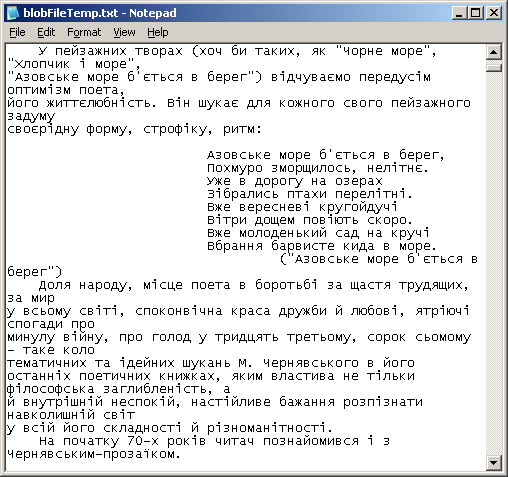 blobFileTemp.txt - Notepad
File Edit Format View Help
У пейзажних творах (хоч би таких, як "Чорне море",
"Хлопчик і море",
"Азовське море б'ється в берег") відчуваємо передусім
оптимізм поета,
його життєлюбність. Він шукає для кожного свого пейзажного
задуму
своєрідну форму, строфіку, ритм:
Азовське море б'ється в берег,
Похмуро зморщилось, нелітнє.
Уже в дорогу на озерах
Зібрались птахи перелітні.
Вже вересневі кругойдучі
Вітри дощем повіють скоро.
Вже молоденький сад на кручі
Вбрання барвисте кида в море.
("Азовське море б'ється в
берег")
Доля народу, місце поета в боротьбі за щастя трудящих,
за мир
у всьому світі, споконвічна краса дружби й любові, ятріючі
спогади про
минулу війну, про голод у тридцять третьому, сорок сьомому
- таке коло
тематичних та ідейних шукань М. Чернявського в його
останніх поетичних книжках, яким властива не тільки
філософська заглибленість, а
й внутрішній неспокій, настійливе бажання розпізнати
навколишній світ
у всій його складності й різноманітності.
На початку 70-х років читач познайомився і з
Чернявським-прозаїком.